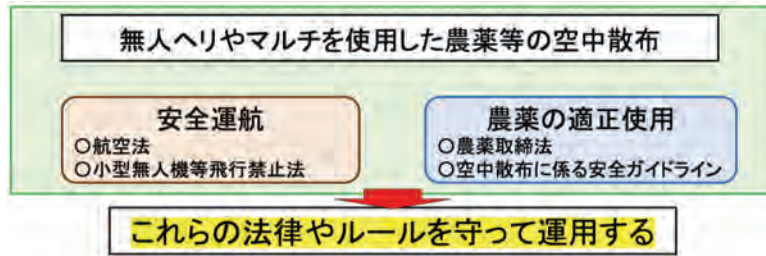 無人ヘリやマルチを使用した農薬等の空中散布
安全運航
○航空法
○小型無人機等飛行禁止法
農薬の適正使用
○農薬取締法
○空中散布に係る安全ガイドライン
これらの法律やルールを守って運用する